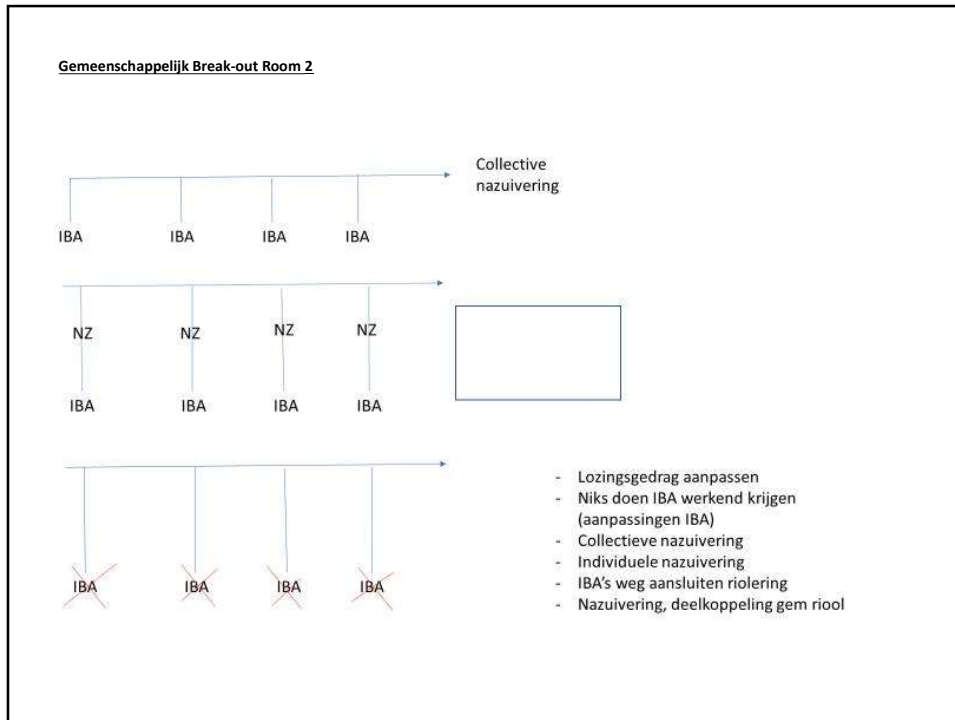 Gemeenschappelijk Break-out Room 2
Collective
nazuivering
IBA IBA IBA IBA
NZ NZ NZ NZ
IBA IBA IBA IBA
- Lozingsgedrag aanpassen
- Niks doen IBA werkend krijgen
(aanpassingen IBA)
- Collectieve nazuivering
- Individuele nazuivering
- IBA's weg aansluiten riolering
- Nazuivering, deelkoppeling gem riool
IBA IBA IBA IBA